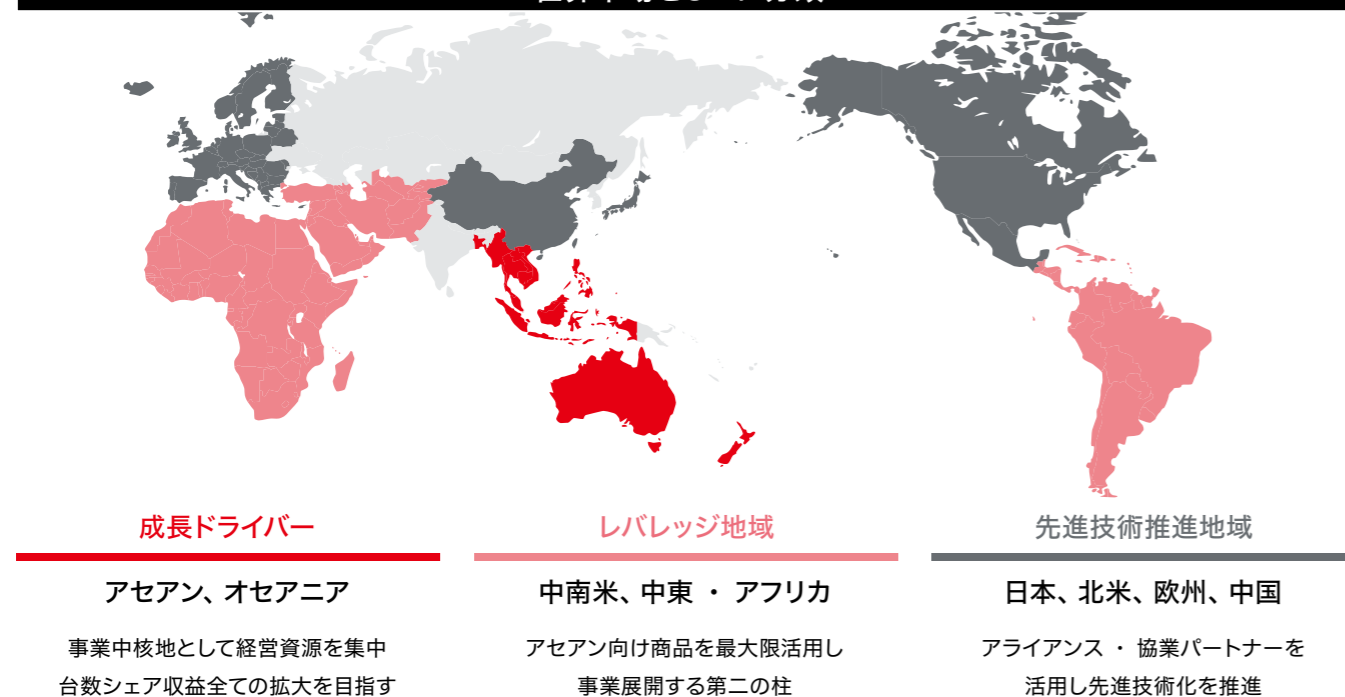 成長ドライバー
レバレッジ地域
先進技術推進地域
アセアン、オセアニア
中南米、中東 ・ アフリカ
日本、北米、欧州、中国
事業中核地として経営資源を集中
台数シェア収益全ての拡大を目指す
アセアン向け商品を最大限活用し
事業展開する第二の柱
アライアンス ・ 協業パートナーを
活用し先進技術化を推進